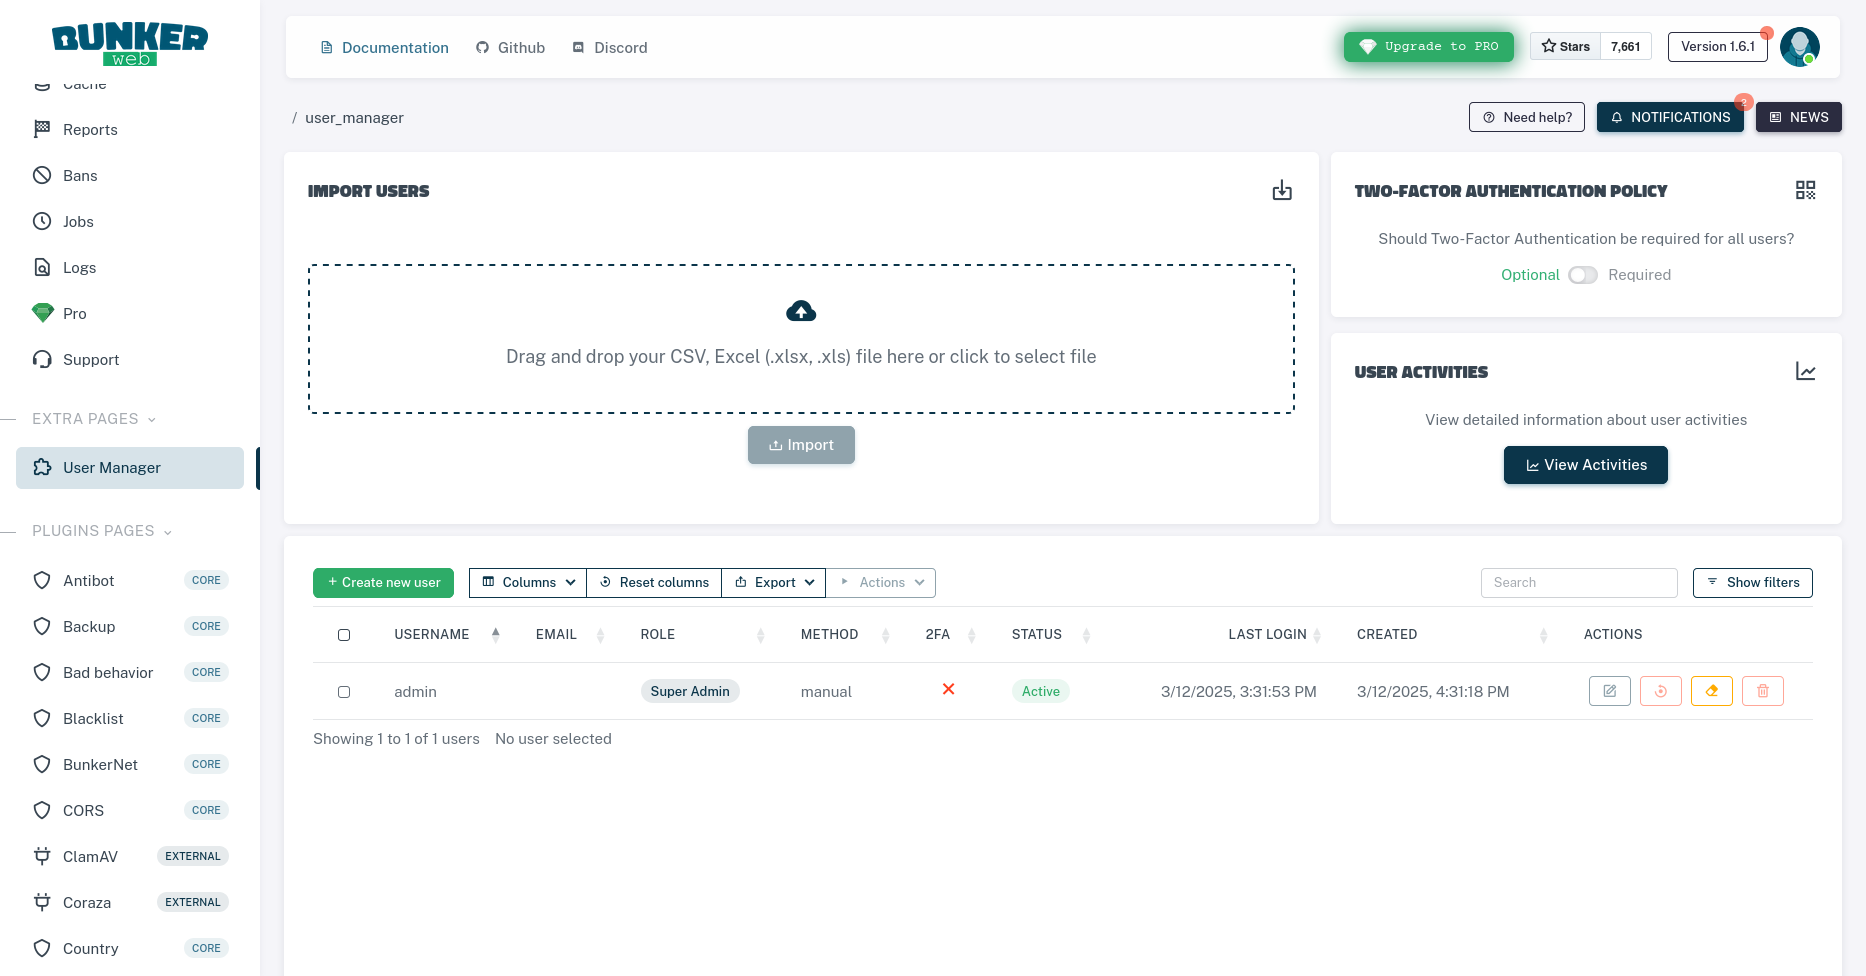 BUNKER
web
Cache
Reports
Bans
Jobs
Logs
Pro
Support
EXTRA PAGES
User Manager
PLUGINS PAGES
Antibot CORE
Backup CORE
Bad behavior CORE
Blacklist CORE
BunkerNet CORE
CORS CORE
ClamAV EXTERNAL
Coraza EXTERNAL
Country CORE
Documentation Github Discord Upgrade to PRO Stars 7,661 Version 1.6.1
/ user_manager Need help? NOTIFICATIONS 2 NEWS
IMPORT USERS
Drag and drop your CSV, Excel (.xlsx, .xls) file here or click to select file
Import
TWO-FACTOR AUTHENTICATION POLICY
Should Two-Factor Authentication be required for all users?
Optional Required
USER ACTIVITIES
View detailed information about user activities
View Activities
+ Create new user Columns Reset columns Export Actions Search Show filters
USERNAME EMAIL ROLE METHOD 2FA STATUS LAST LOGIN CREATED ACTIONS
admin Super Admin manual Active 3/12/2025, 3:31:53 PM 3/12/2025, 4:31:18 PM
Showing 1 to 1 of 1 users No user selected